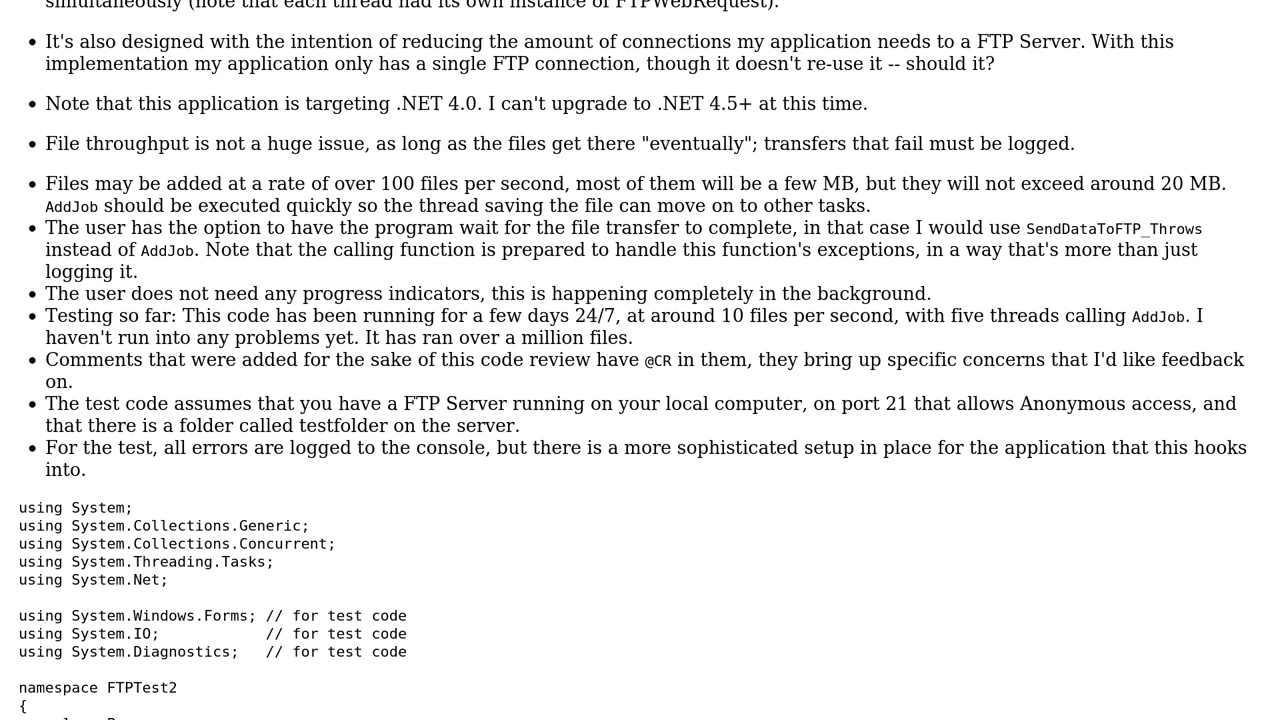 simultaneously (note that each thread had its own instance of FTPWebRequest).
It's also designed with the intention of reducing the amount of connections my application needs to a FTP Server. With this
implementation my application only has a single FTP connection, though it doesn't re-use it -- should it?
Note that this application is targeting .NET 4.0. I can't upgrade to .NET 4.5+ at this time.
File throughput is not a huge issue, as long as the files get there "eventually"; transfers that fail must be logged.
Files may be added at a rate of over 100 files per second, most of them will be a few MB, but they will not exceed around 20 MB.
AddJob should be executed quickly so the thread saving the file can move on to other tasks.
The user has the option to have the program wait for the file transfer to complete, in that case I would use SendDataToFTP_Throws
instead of AddJob. Note that the calling function is prepared to handle this function's exceptions, in a way that's more than just
logging it.
The user does not need any progress indicators, this is happening completely in the background.
Testing so far: This code has been running for a few days 24/7, at around 10 files per second, with five threads calling AddJob. I
haven't run into any problems yet. It has ran over a million files.
Comments that were added for the sake of this code review have @CR in them, they bring up specific concerns that I'd like feedback
on.
The test code assumes that you have a FTP Server running on your local computer, on port 21 that allows Anonymous access, and
that there is a folder called testfolder on the server.
For the test, all errors are logged to the console, but there is a more sophisticated setup in place for the application that this hooks
into.
using System;
using System.Collections.Generic;
using System.Collections.Concurrent;
using System.Threading.Tasks;
using System.Net;
using System.Windows.Forms; // for test code
using System.IO;            // for test code
using System.Diagnostics;   // for test code
namespace FTPTest2
{